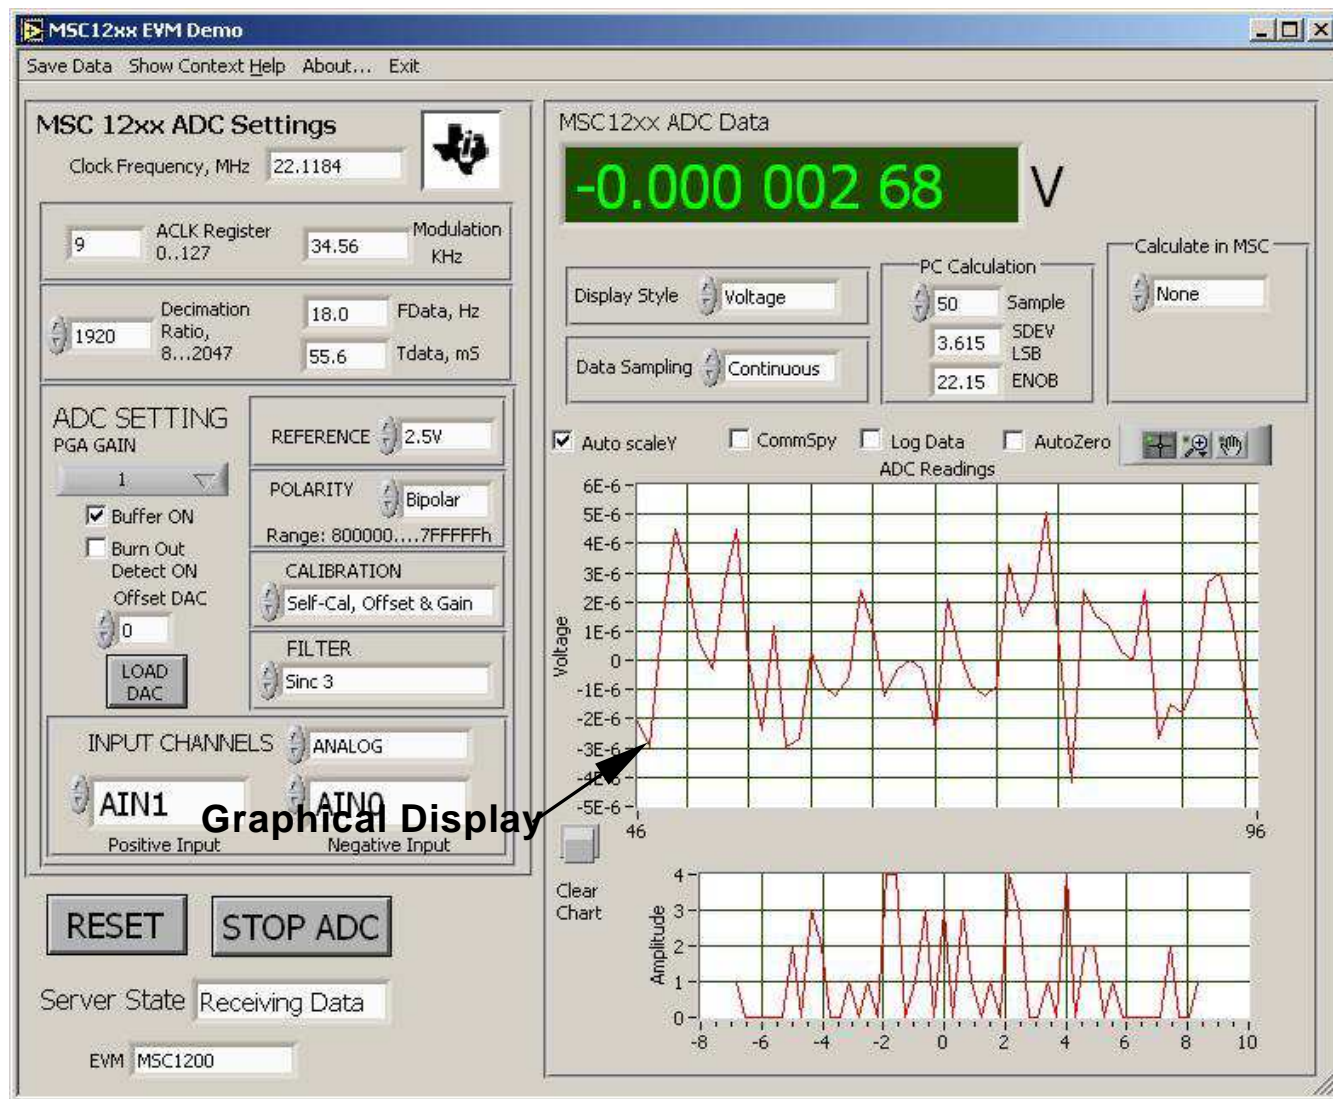 MSC12xx EVM Demo
Save Data Show Context Help About... Exit
MSC 12xx ADC Settings
Clock Frequency, MHz 22.1184
9 ACLK Register 34.56 Modulation
0..127 KHz
1920 Decimation 18.0 FData, Hz
Ratio,
8...2047 55.6 Tdata, mS
ADC SETTING
PGA GAIN
1
Buffer ON
Burn Out
Detect ON
Offset DAC
0
LOAD
DAC
REFERENCE 2.5V
POLARITY Bipolar
Range: 800000....7FFFFFh
CALIBRATION
Self-Cal, Offset & Gain
FILTER
Sinc 3
INPUT CHANNELS ANALOG
AIN1 AIN0
Positive Input Negative Input
Graphical Display
RESET STOP ADC
Server State Receiving Data
EVM MSC1200
MSC12xx ADC Data
-0.000 002 68 V
Display Style Voltage
Data Sampling Continuous
PC Calculation
50 Sample
3.615 SDEV
LSB
22.15 ENOB
Calculate in MSC
None
Auto scaleY CommSpy Log Data AutoZero
ADC Readings
Voltage
6E-6
5E-6
4E-6
3E-6
2E-6
1E-6
0
-1E-6
-2E-6
-3E-6
-4E-6
-5E-6
46 96
Clear
Chart
Amplitude
4
3
2
1
0
-8 -6 -4 -2 0 2 4 6 8 10